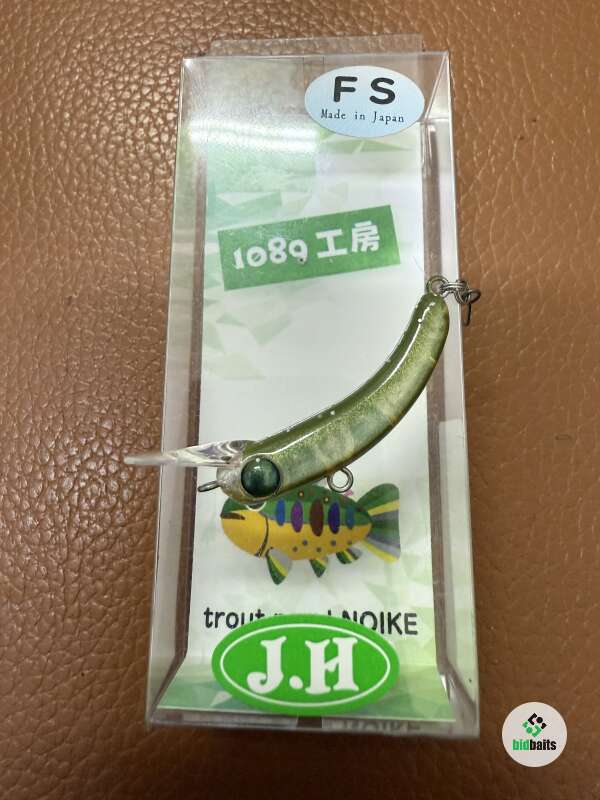 FS
Made in Japan
1089工房
trout NOIKE
J.H
bidbaits